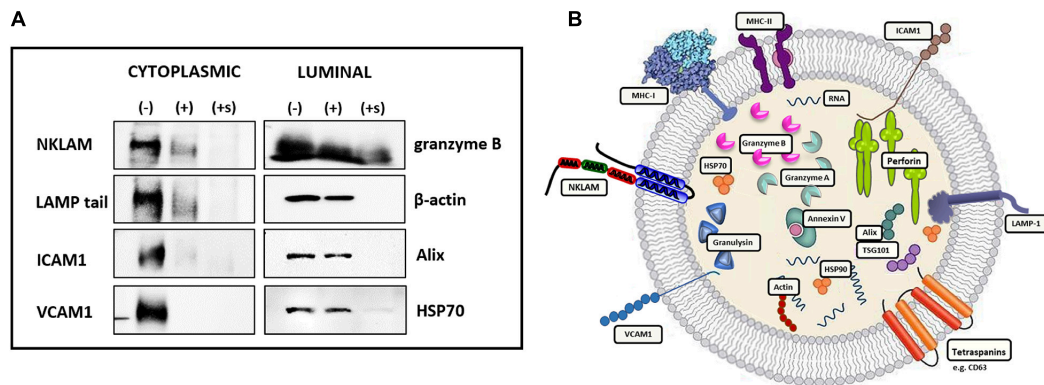 A
CYTOPLASMIC LUMINAL
(-) (+) (+s) (-) (+) (+s)
NKLAM granzyme B
LAMP tail β-actin
ICAM1 Alix
VCAM1 HSP70
B
MHC-II
ICAM1
MHC-I
RNA
Granzyme B
Perforin
HSP70
Granzyme A
NKLAM
LAMP-1
Annexin V
Alix
Granulysin
TSG101
HSP90
Actin
VCAM1
Tetraspanins
e.g. CD63